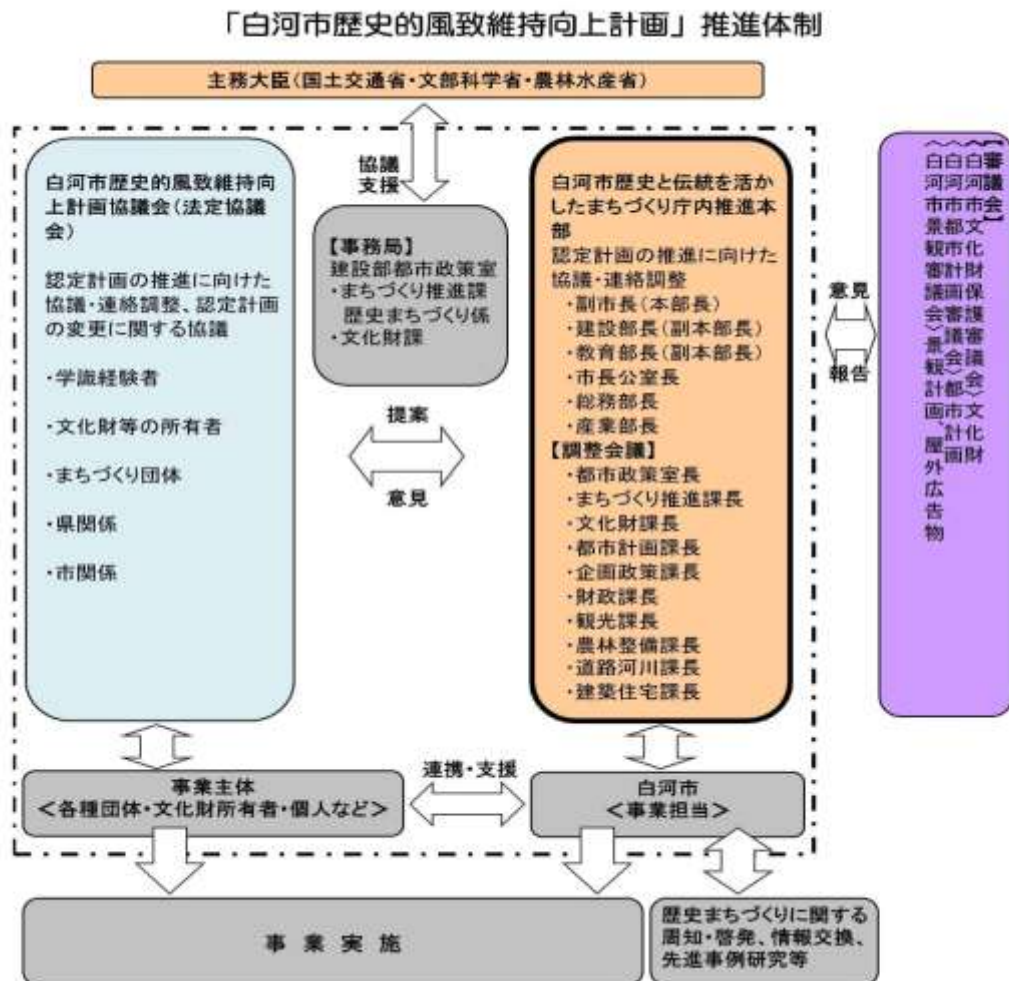 「白河市歴史的風致維持向上計画」推進体制
主務大臣(国土交通省・文部科学省・農林水産省)
協議
支援
白河市歴史的風致維持向
上計画協議会(法定協議
会)
認定計画の推進に向けた
協議・連絡調整、認定計画
の変更に関する協議
・学識経験者
・文化財等の所有者
・まちづくり団体
・県関係
・市関係
【事務局】
建設部都市政策室
・まちづくり推進課
歴史まちづくり係
・文化財課
提案
意見
白河市歴史と伝統を活か
したまちづくり庁内推進本
部
認定計画の推進に向けた
協議・連絡調整
・副市長(本部長)
・建設部長(副本部長)
・教育部長(副本部長)
・市長公室長
・総務部長
・産業部長
【調整会議】
・都市政策室長
・まちづくり推進課長
・文化財課長
・都市計画課長
・企画政策課長
・財政課長
・観光課長
・農林整備課長
・道路河川課長
・建築住宅課長
意見
報告
【審議会】
〈白河市文化財保護審議会〉文化財
〈白河市都市計画審議会〉都市計画
〈白河市景観審議会〉景観計画、屋外広告物
事業主体
<各種団体・文化財所有者・個人など>
連携・支援
白河市
<事業担当>
事業実施
歴史まちづくりに関する
周知・啓発、情報交換、
先進事例研究等